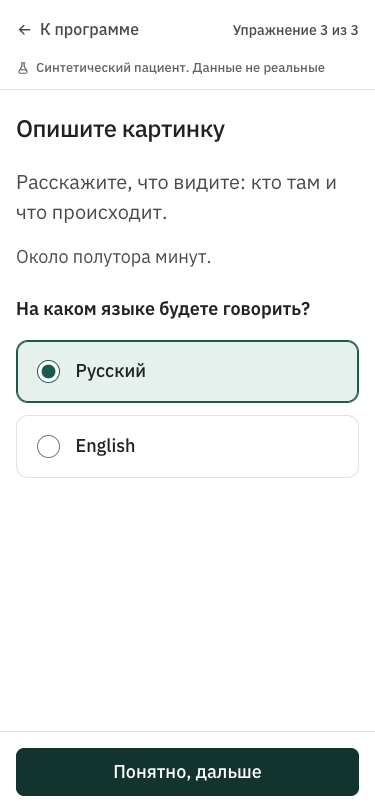 ← К программе
Упражнение 3 из 3
Синтетический пациент. Данные не реальные
Опишите картинку
Расскажите, что видите: кто там и
что происходит.
Около полутора минут.
На каком языке будете говорить?
Русский
English
Понятно, дальше